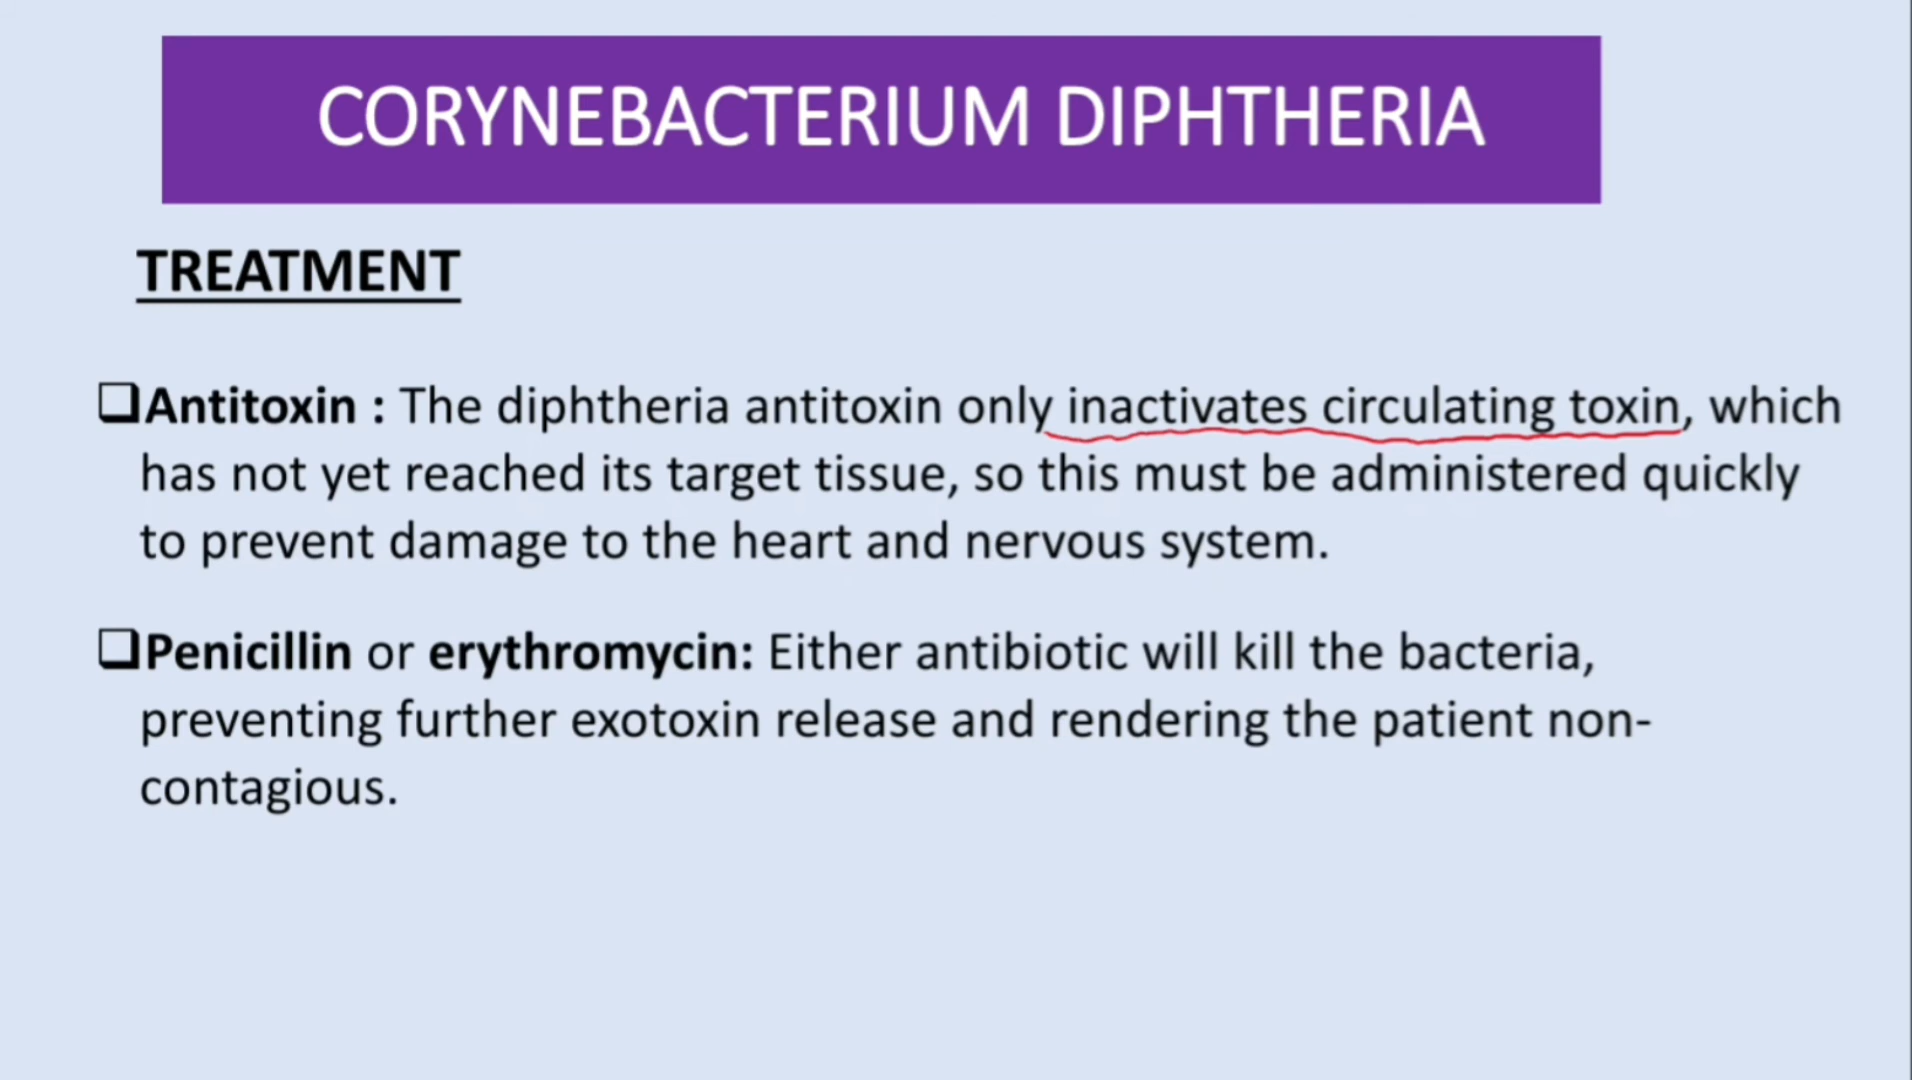 CORYNEBACTERIUM DIPHTHERIA
TREATMENT
❑Antitoxin : The diphtheria antitoxin only inactivates circulating toxin, which
has not yet reached its target tissue, so this must be administered quickly
to prevent damage to the heart and nervous system.
❑Penicillin or erythromycin: Either antibiotic will kill the bacteria,
preventing further exotoxin release and rendering the patient non-
contagious.